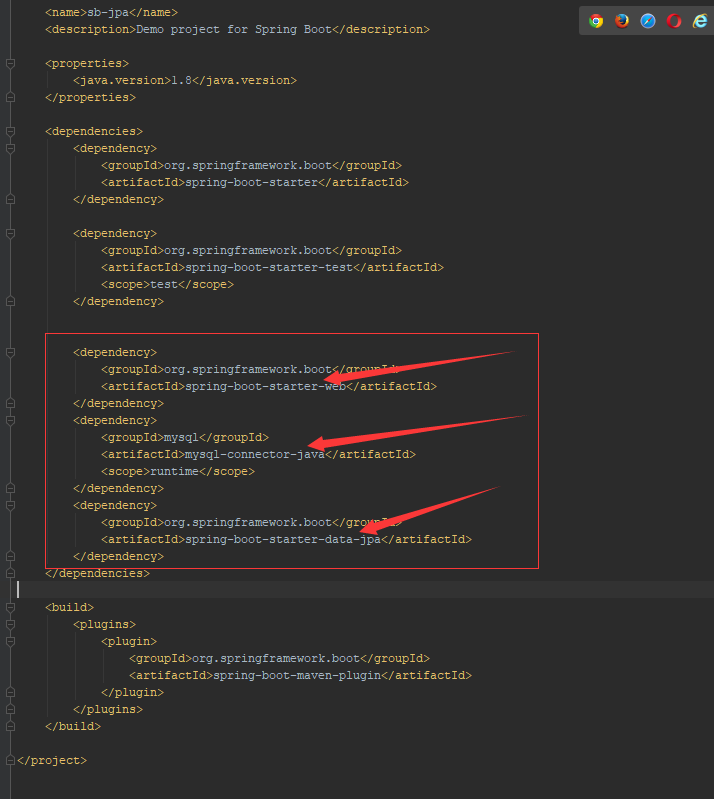 <name>sb-jpa</name>
<description>Demo project for Spring Boot</description>
<properties>
<java.version>1.8</java.version>
</properties>
<dependencies>
<dependency>
<groupId>org.springframework.boot</groupId>
<artifactId>spring-boot-starter</artifactId>
</dependency>
<dependency>
<groupId>org.springframework.boot</groupId>
<artifactId>spring-boot-starter-test</artifactId>
<scope>test</scope>
</dependency>
<dependency>
<groupId>org.springframework.boot</groupId>
<artifactId>spring-boot-starter-web</artifactId>
</dependency>
<dependency>
<groupId>mysql</groupId>
<artifactId>mysql-connector-java</artifactId>
<scope>runtime</scope>
</dependency>
<dependency>
<groupId>org.springframework.boot</groupId>
<artifactId>spring-boot-starter-data-jpa</artifactId>
</dependency>
</dependencies>
<build>
<plugins>
<plugin>
<groupId>org.springframework.boot</groupId>
<artifactId>spring-boot-maven-plugin</artifactId>
</plugin>
</plugins>
</build>
</project>